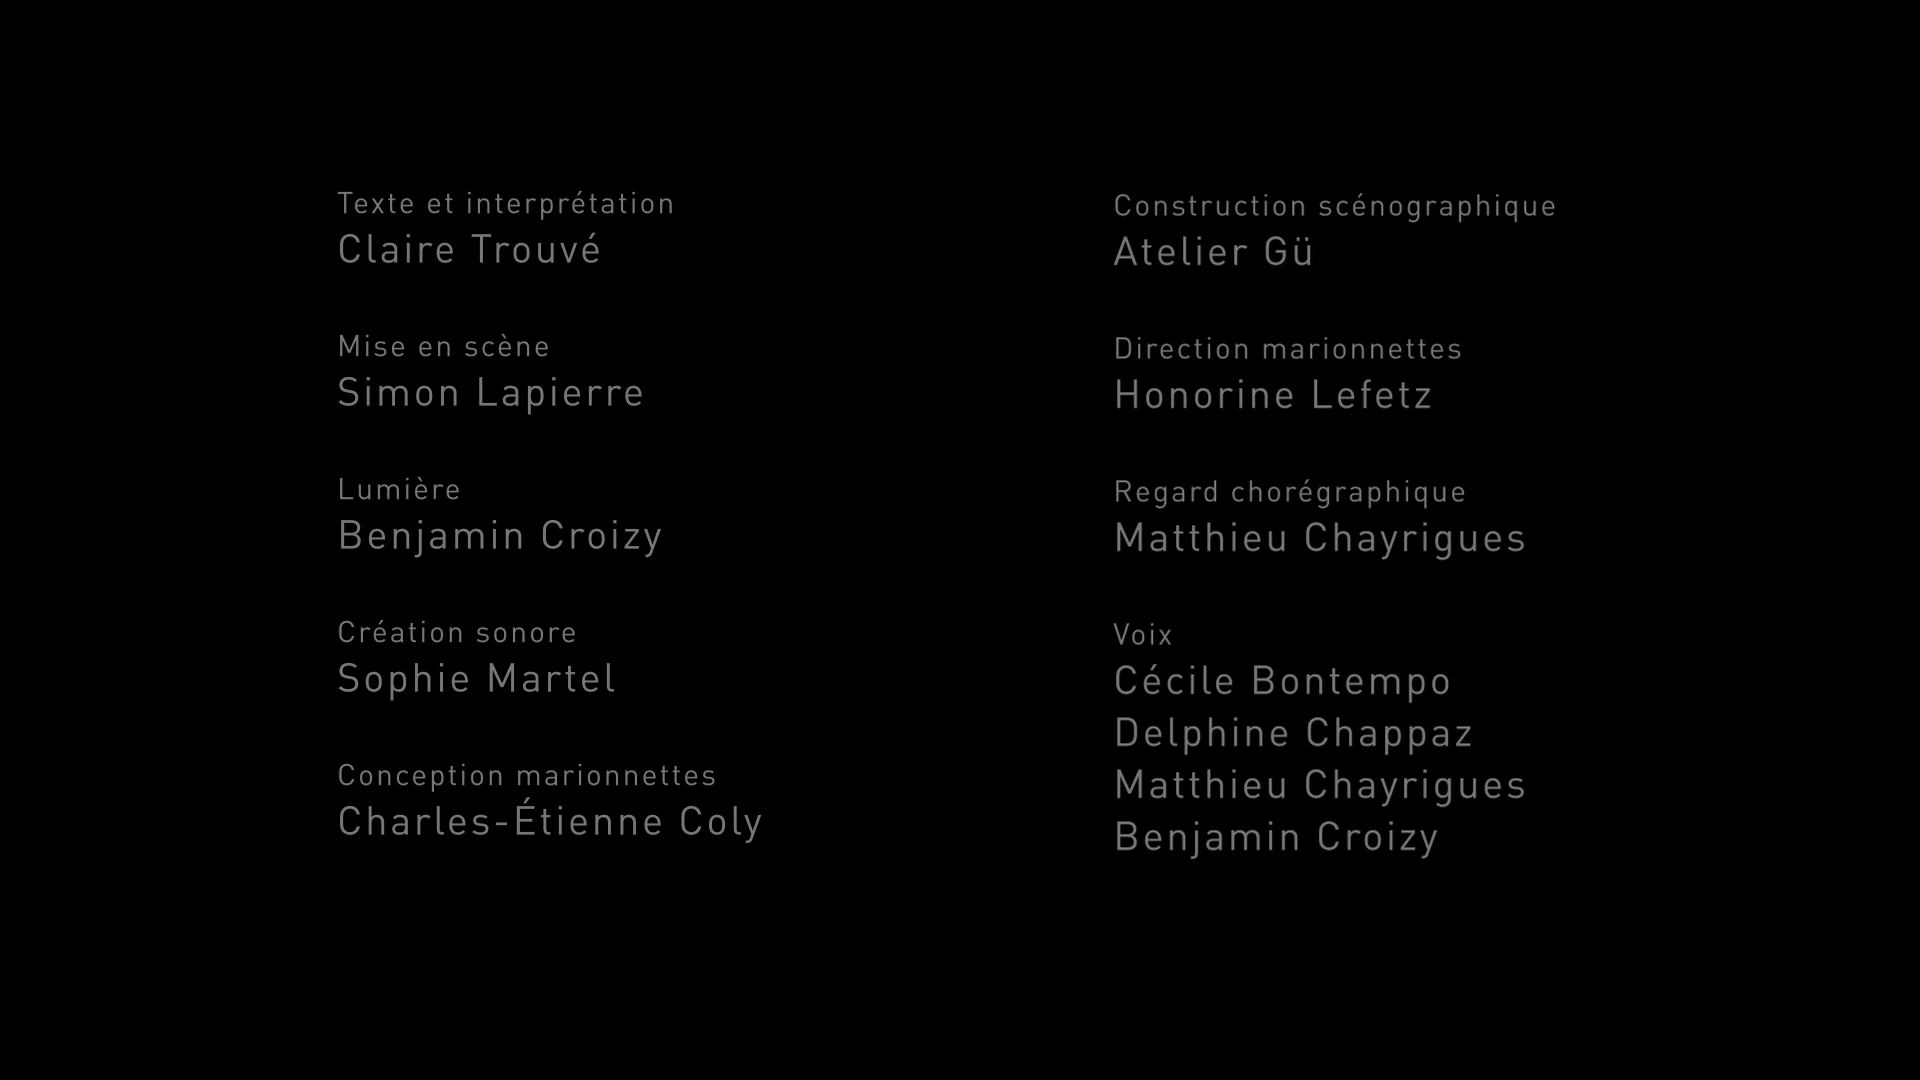 Texte et interprétation
Claire Trouvé
Mise en scène
Simon Lapierre
Lumière
Benjamin Croizy
Création sonore
Sophie Martel
Conception marionnettes
Charles-Étienne Coly
Construction scénographique
Atelier Gü
Direction marionnettes
Honorine Lefetz
Regard chorégraphique
Matthieu Chayrigues
Voix
Cécile Bontempo
Delphine Chappaz
Matthieu Chayrigues
Benjamin Croizy